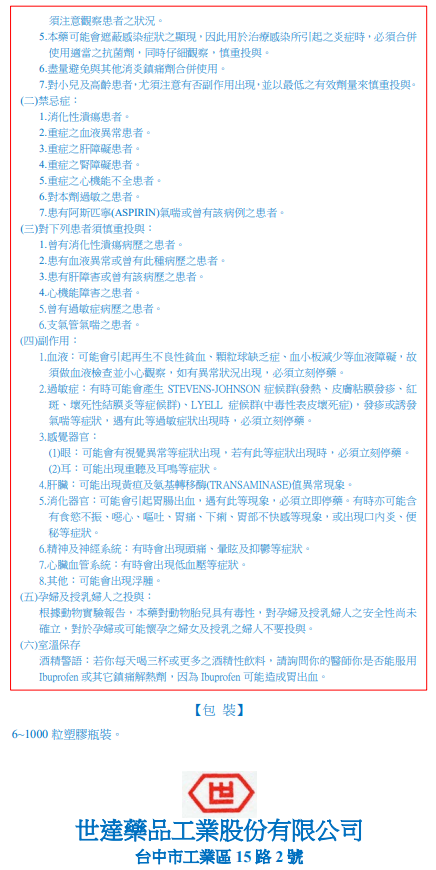 須注意觀察患者之狀況。
5.本藥可能會遮蔽感染症狀之顯現，因此用於治療感染所引起之炎症時，必須合併
使用適當之抗菌劑，同時仔細觀察，慎重投與。
6.盡量避免與其他消炎鎮痛劑合併使用。
7.對小兒及高齡患者，尤須注意有否副作用出現，並以最低之有效劑量來慎重投與。
(二)禁忌症：
1.消化性潰瘍患者。
2.重症之血液異常患者。
3.重症之肝障礙患者。
4.重症之腎障礙患者。
5.重症之心機能不全患者。
6.對本劑過敏之患者。
7.患有阿斯匹寧(ASPIRIN)氣喘或曾有該病例之患者。
(三)對下列患者須慎重投與：
1.曾有消化性潰瘍病歷之患者。
2.患有血液異常或曾有此種病歷之患者。
3.患有肝障害或曾有該病歷之患者。
4.心機能障害之患者。
5.曾有過敏症病歷之患者。
6.支氣管氣喘之患者。
(四)副作用：
1.血液：可能會引起再生不良性貧血、顆粒球缺乏症、血小板減少等血液障礙，故
須做血液檢查並小心觀察，如有異常狀況出現，必須立刻停藥。
2.過敏症：有時可能會產生 STEVENS-JOHNSON 症候群(發熱、皮膚粘膜發疹、紅
斑、壞死性結膜炎等症候群)、LYELL 症候群(中毒性表皮壞死症)，發疹或誘發
氣喘等症狀，遇有此等過敏症狀出現時，必須立刻停藥。
3.感覺器官：
(1)眼：可能會有視覺異常等症狀出現，若有此等症狀出現時，必須立刻停藥。
(2)耳：可能出現重聽及耳鳴等症狀。
4.肝臟：可能出現黃疸及氨基轉移酶(TRANSAMINASE)值異常現象。
5.消化器官：可能會引起胃腸出血，遇有此等現象，必須立即停藥。有時亦可能含
有食慾不振、噁心、嘔吐、胃痛、下痢、胃部不快感等現象，或出現口內炎、便
秘等症狀。
6.精神及神經系統：有時會出現頭痛、暈眩及抑鬱等症狀。
7.心臟血管系統：有時會出現低血壓等症狀。
8.其他：可能會出現浮腫。
(五)孕婦及授乳婦人之投與：
根據動物實驗報告，本藥對動物胎兒具有毒性，對孕婦及授乳婦人之安全性尚未
確立，對於孕婦或可能懷孕之婦女及授乳之婦人不要投與。
(六)室溫保存
酒精警語：若你每天喝三杯或更多之酒精性飲料，請詢問你的醫師你是否能服用
Ibuprofen 或其它鎮痛解熱劑，因為 Ibuprofen 可能造成胃出血。
【包 裝】
6~1000 粒塑膠瓶裝。
世
世達藥品工業股份有限公司
台中市工業區 15 路 2 號